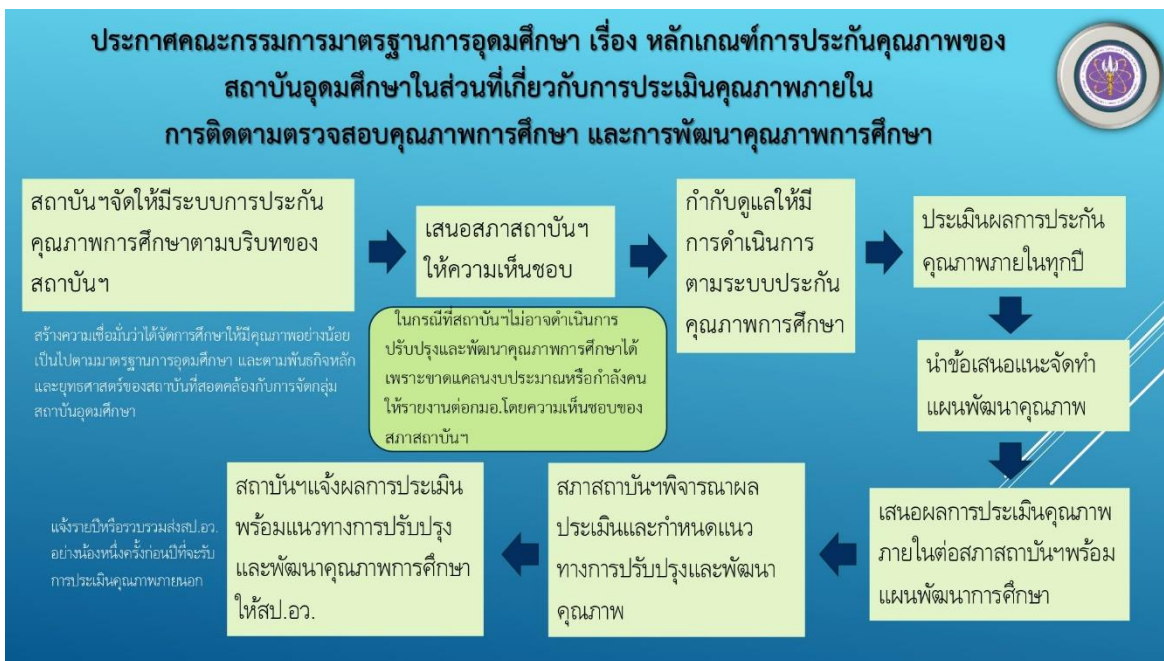 ประกาศคณะกรรมการมาตรฐานการอุดมศึกษา เรื่อง หลักเกณฑ์การประกันคุณภาพของ
สถาบันอุดมศึกษาในส่วนที่เกี่ยวกับการประเมินคุณภาพภายใน
การติดตามตรวจสอบคุณภาพการศึกษา และการพัฒนาคุณภาพการศึกษา
สถาบันฯจัดให้มีระบบการประกัน
คุณภาพการศึกษาตามบริบทของ
สถาบันฯ
สร้างความเชื่อมั่นว่าได้จัดการศึกษาให้มีคุณภาพอย่างน้อย
เป็นไปตามมาตรฐานการอุดมศึกษา และตามพันธกิจหลัก
และยุทธศาสตร์ของสถาบันที่สอดคล้องกับการจัดกลุ่ม
สถาบันอุดมศึกษา
เสนอสภาสถาบันฯ
ให้ความเห็นชอบ
ในกรณีที่สถาบันฯไม่อาจดำเนินการ
ปรับปรุงและพัฒนาคุณภาพการศึกษาได้
เพราะขาดแคลนงบประมาณหรือกำลังคน
ให้รายงานต่อกมอ.โดยความเห็นชอบของ
สภาสถาบันฯ
กำกับดูแลให้มี
การดำเนินการ
ตามระบบประกัน
คุณภาพการศึกษา
ประเมินผลการประกัน
คุณภาพภายในทุกปี
นำข้อเสนอแนะจัดทำ
แผนพัฒนาคุณภาพ
เสนอผลการประเมินคุณภาพ
ภายในต่อสภาสถาบันฯพร้อม
แผนพัฒนาการศึกษา
สภาสถาบันฯพิจารณาผล
ประเมินและกำหนดแนว
ทางการปรับปรุงและพัฒนา
คุณภาพ
สถาบันฯแจ้งผลการประเมิน
พร้อมแนวทางการปรับปรุง
และพัฒนาคุณภาพการศึกษา
ให้สป.อว.
แจ้งรายปีหรือรวบรวมส่งสป.อว.
อย่างน้องหนึ่งครั้งก่อนปีที่จะรับ
การประเมินคุณภาพภายนอก